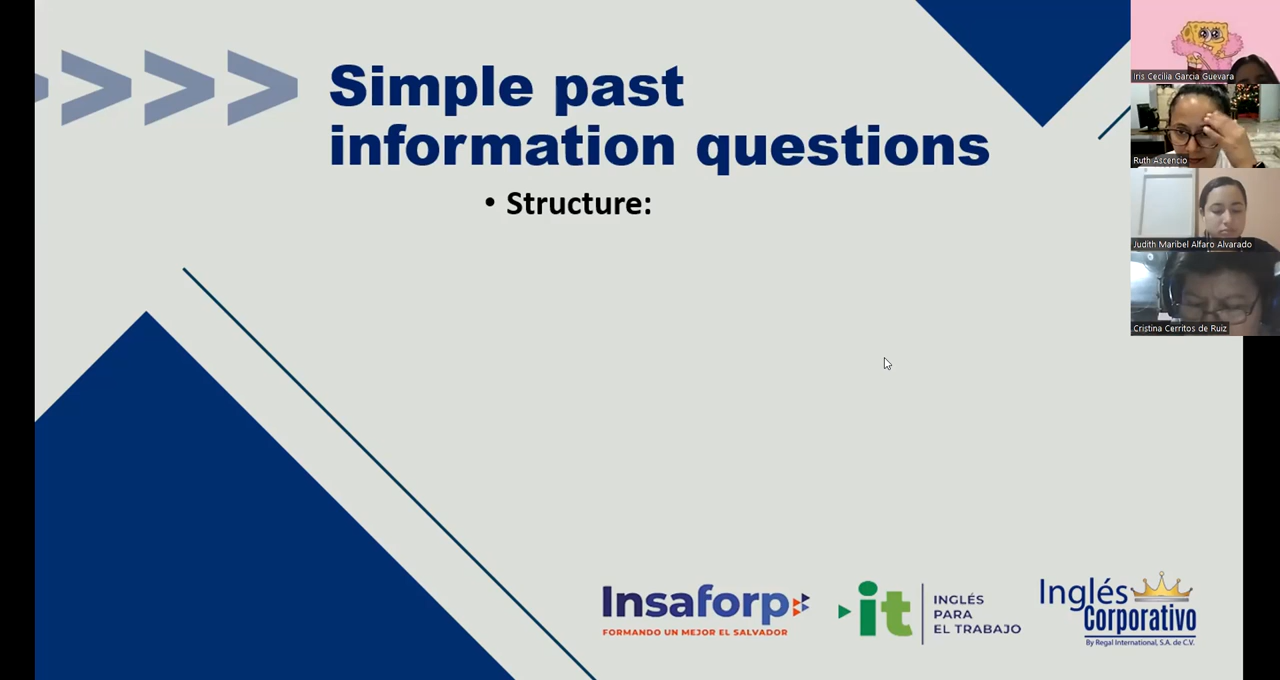 Simple past
information questions
• Structure:
Iris Cecilia Garcia Guevara
Ruth Ascencio
Judith Maribel Alfaro Alvarado
Cristina Cerritos de Ruiz
Insaforp
FORMANDO UN MEJOR EL SALVADOR
it
INGLÉS
PARA
EL TRABAJO
Inglés
Corporativo
By Regal International, S.A. de C.V.